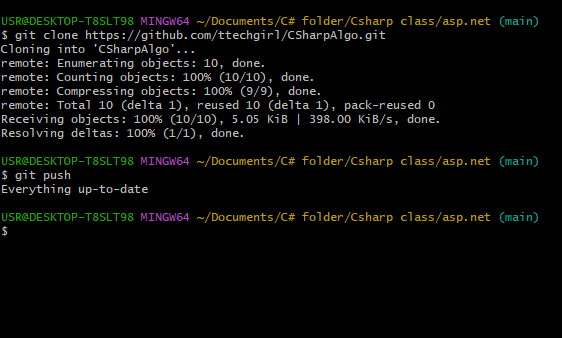 USR@DESKTOP-T8SLT98 MINGW64 ~/Documents/C# folder/Csharp class/asp.net (main)
$ git clone https://github.com/ttechgirl/CSharpAlgo.git
Cloning into 'CSharpAlgo'...
remote: Enumerating objects: 10, done.
remote: Counting objects: 100% (10/10), done.
remote: Compressing objects: 100% (9/9), done.
remote: Total 10 (delta 1), reused 10 (delta 1), pack-reused 0
Receiving objects: 100% (10/10), 5.05 KiB | 398.00 KiB/s, done.
Resolving deltas: 100% (1/1), done.
USR@DESKTOP-T8SLT98 MINGW64 ~/Documents/C# folder/Csharp class/asp.net (main)
$ git push
Everything up-to-date
USR@DESKTOP-T8SLT98 MINGW64 ~/Documents/C# folder/Csharp class/asp.net (main)
$